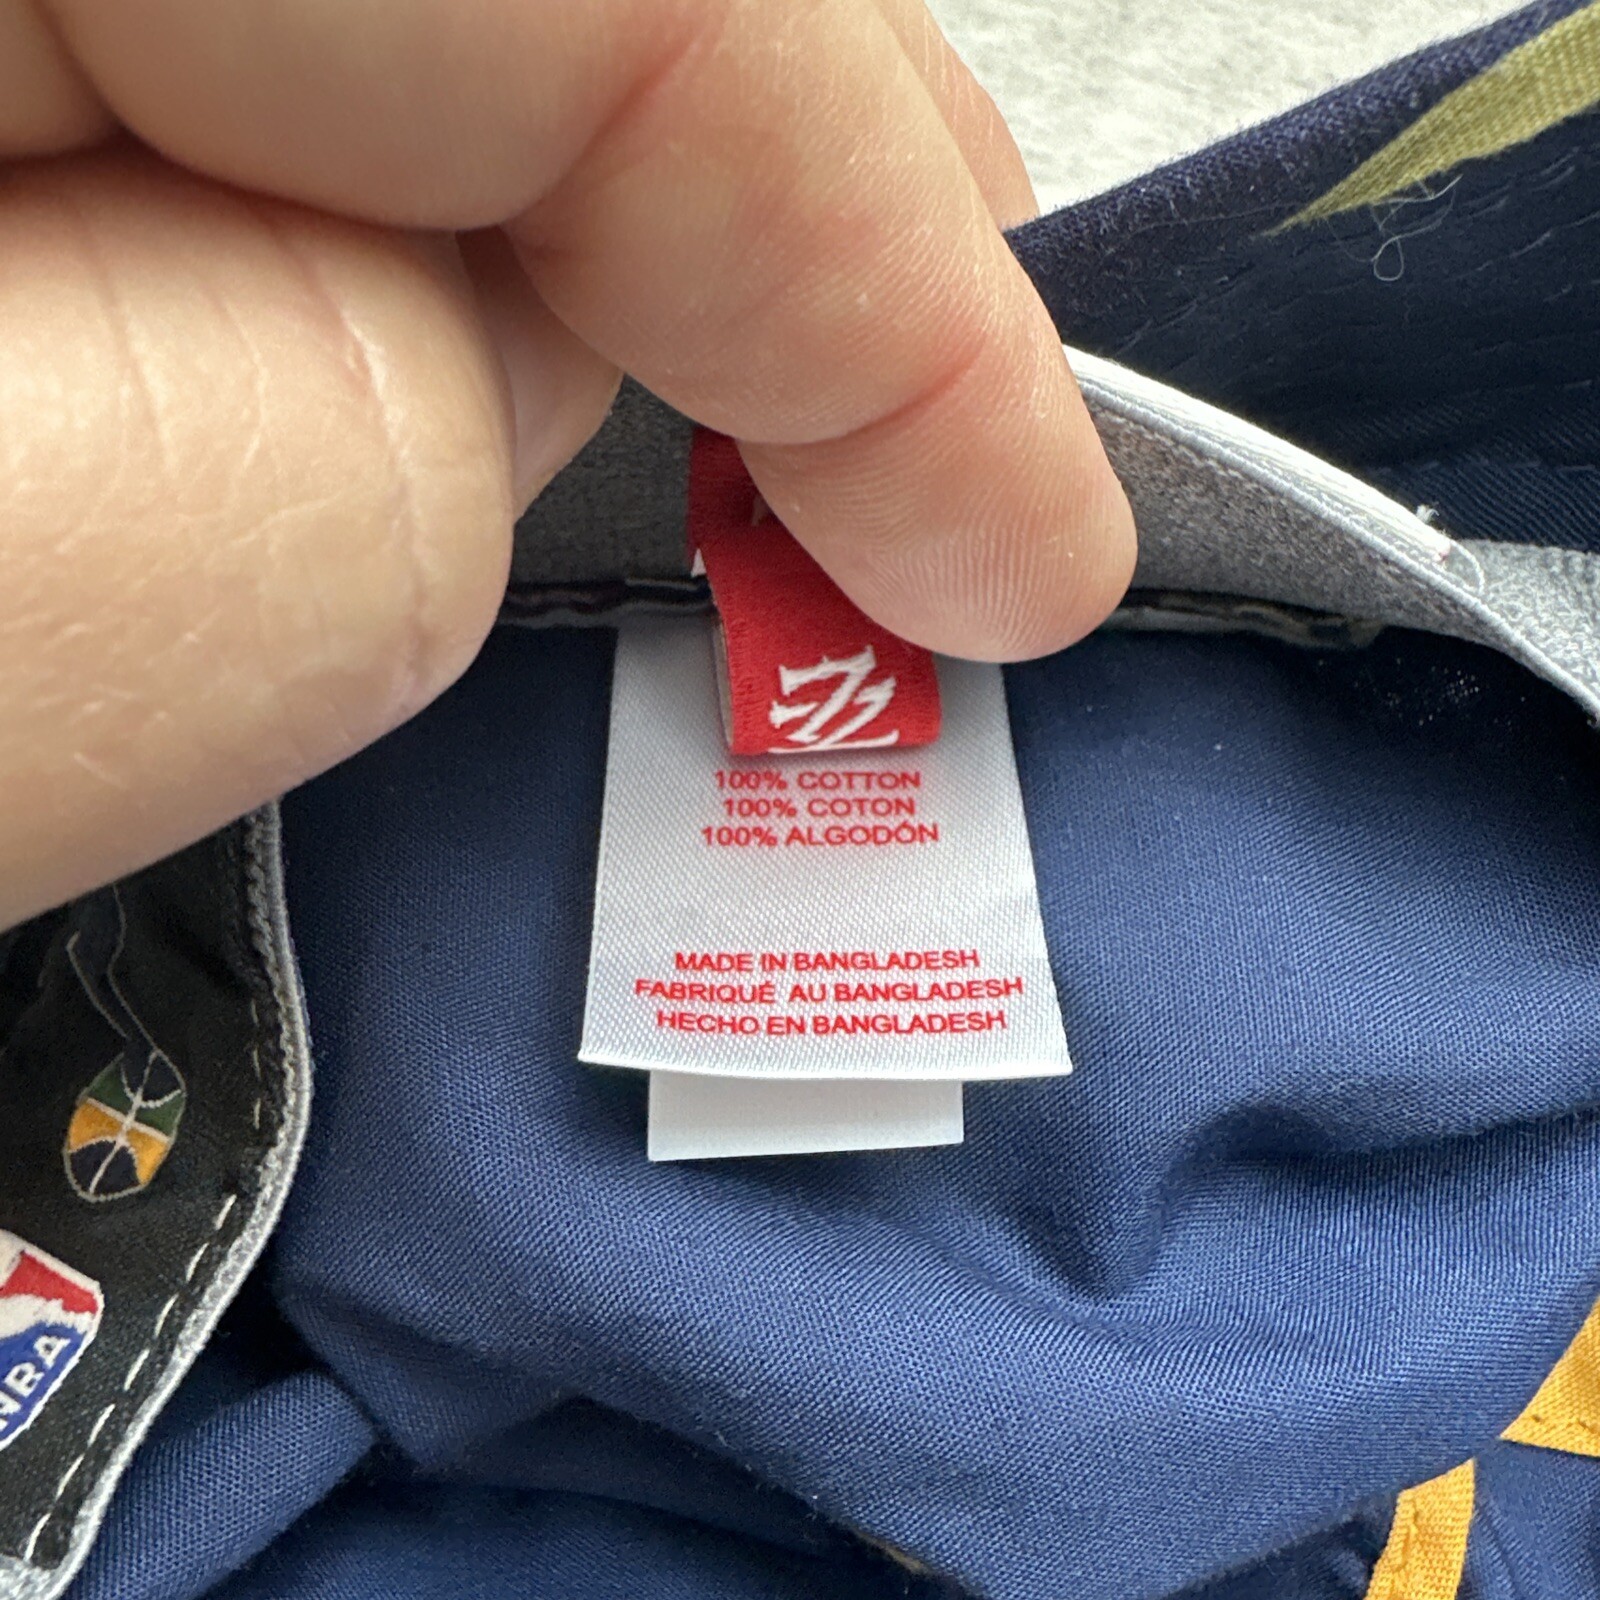 100% COTTON
100% COTON
100% ALGODÓN
MADE IN BANGLADESH
FABRIQUÉ AU BANGLADESH
HECHO EN BANGLADESH
NBA